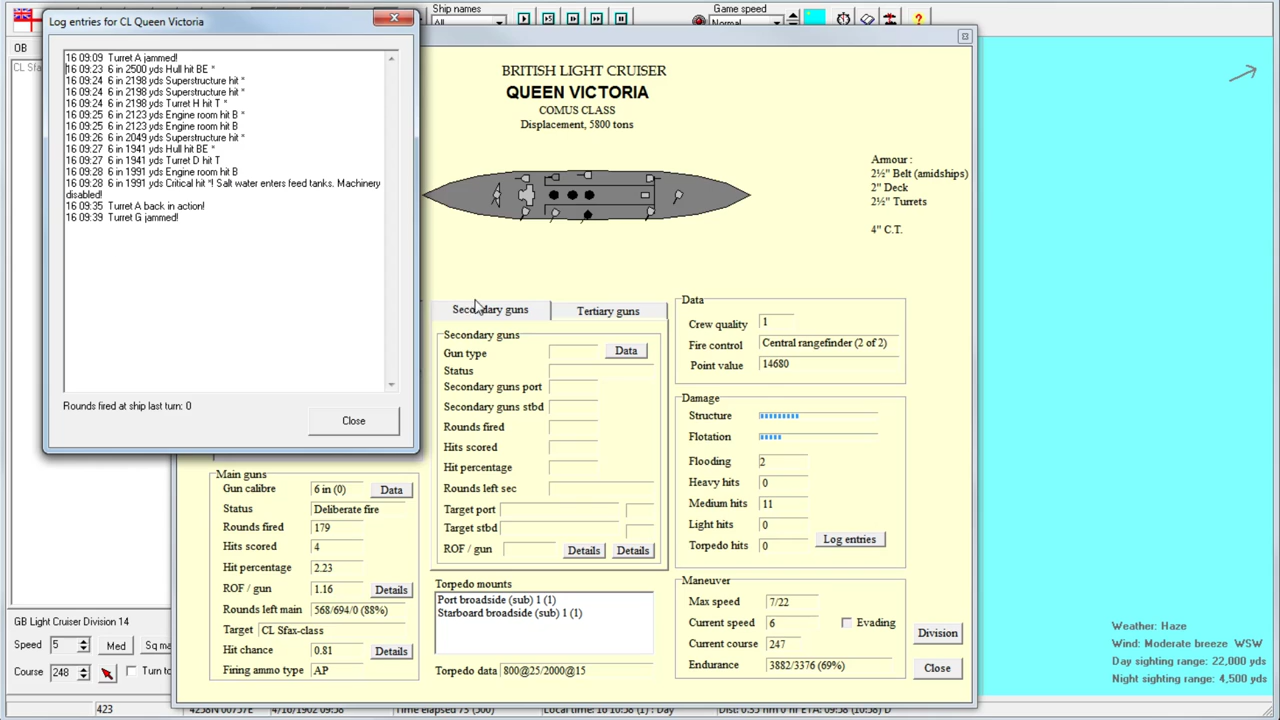 Log entries for CL Queen Victoria
Ship names
All
Game speed
Normal
OB
CL Sfax
16 09:09 Turret A jammed!
16 09:23 6 in 2500 yds Hull hit BE *
16 09:24 6 in 2198 yds Superstructure hit *
16 09:24 6 in 2198 yds Superstructure hit *
16 09:24 6 in 2198 yds Turret H hit T *
16 09:25 6 in 2123 yds Engine room hit B *
16 09:25 6 in 2123 yds Engine room hit B
16 09:26 6 in 2049 yds Superstructure hit *
16 09:27 6 in 1941 yds Hull hit BE *
16 09:27 6 in 1941 yds Turret D hit T
16 09:28 6 in 1991 yds Engine room hit B
16 09:28 6 in 1991 yds Critical hit *! Salt water enters feed tanks. Machinery
disabled!
16 09:35 Turret A back in action!
16 09:39 Turret G jammed!
Rounds fired at ship last turn: 0
Close
BRITISH LIGHT CRUISER
QUEEN VICTORIA
COMUS CLASS
Displacement, 5800 tons
Armour :
2½" Belt (amidships)
2" Deck
2½" Turrets
4" C.T.
Main guns
Gun calibre 6 in (0) Data
Status Deliberate fire
Rounds fired 179
Hits scored 4
Hit percentage 2.23
ROF / gun 1.16 Details
Rounds left main 568/694/0 (88%)
Target CL Sfax-class
Hit chance 0.81 Details
Firing ammo type AP
Secondary guns Tertiary guns
Secondary guns
Gun type Data
Status
Secondary guns port
Secondary guns stbd
Rounds fired
Hits scored
Hit percentage
Rounds left sec
Target port
Target stbd
ROF / gun Details Details
Torpedo mounts
Port broadside (sub) 1 (1)
Starboard broadside (sub) 1 (1)
Torpedo data 800@25/2000@15
Data
Crew quality 1
Fire control Central rangefinder (2 of 2)
Point value 14680
Damage
Structure
Flotation
Flooding 2
Heavy hits 0
Medium hits 11
Light hits 0
Torpedo hits 0 Log entries
Maneuver
Max speed 7/22
Current speed 6 Evading
Current course 247
Endurance 3882/3376 (69%)
Division
Close
GB Light Cruiser Division 14
Speed 5 Med Sq ma
Course 248 Turn to
Weather: Haze
Wind: Moderate breeze WSW
Day sighting range: 22,000 yds
Night sighting range: 4,500 yds
423